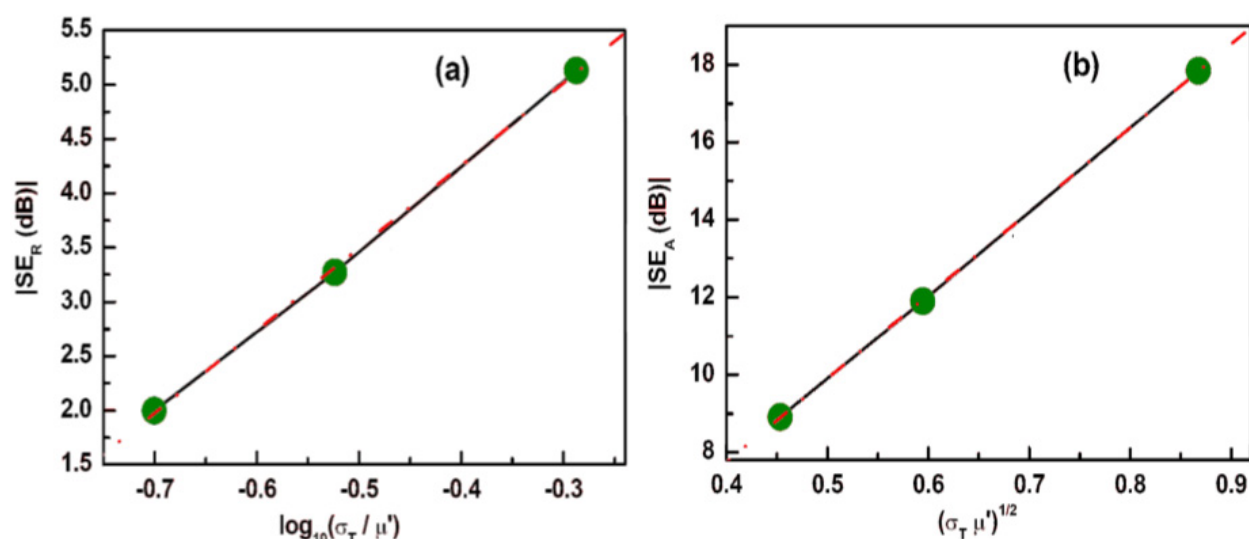 (a)
|SE_R (dB)|
5.5
5.0
4.5
4.0
3.5
3.0
2.5
2.0
1.5
-0.7 -0.6 -0.5 -0.4 -0.3
log₁₀(σ_T / μ')
(b)
|SE_A (dB)|
18
16
14
12
10
8
0.4 0.5 0.6 0.7 0.8 0.9
(σ_T μ')^1/2